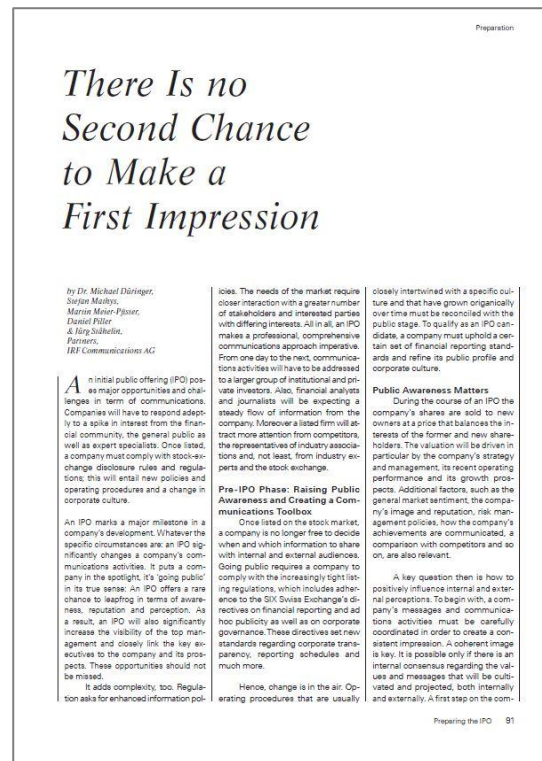 Preparation
There Is no
Second Chance
to Make a
First Impression
by Dr. Michael Düringer,
Stefan Mathys,
Martin Meier-Pfister,
Daniel Piller
& Jürg Stähelin,
Partners,
IRF Communications AG
An initial public offering (IPO) pos-
es major opportunities and chal-
lenges in term of communications.
Companies will have to respond adept-
ly to a spike in interest from the finan-
cial community, the general public as
well as expert specialists. Once listed,
a company must comply with stock-ex-
change disclosure rules and regula-
tions; this will entail new policies and
operating procedures and a change in
corporate culture.
An IPO marks a major milestone in a
company's development. Whatever the
specific circumstances are: an IPO sig-
nificantly changes a company's com-
munications activities. It puts a com-
pany in the spotlight, it's 'going public'
in its true sense: An IPO offers a rare
chance to leapfrog in terms of aware-
ness, reputation and perception. As
a result, an IPO will also significantly
increase the visibility of the top man-
agement and closely link the key ex-
ecutives to the company and its pros-
pects. These opportunities should not
be missed.
It adds complexity, too. Regula-
tion asks for enhanced information pol-
icies. The needs of the market require
closer interaction with a greater number
of stakeholders and interested parties
with differing interests. All in all, an IPO
makes a professional, comprehensive
communications approach imperative.
From one day to the next, communica-
tions activities will have to be addressed
to a larger group of institutional and pri-
vate investors. Also, financial analysts
and journalists will be expecting a
steady flow of information from the
company. Moreover a listed firm will at-
tract more attention from competitors,
the representatives of industry associa-
tions and, not least, from industry ex-
perts and the stock exchange.
Pre-IPO Phase: Raising Public
Awareness and Creating a Com-
munications Toolbox
Once listed on the stock market,
a company is no longer free to decide
when and which information to share
with internal and external audiences.
Going public requires a company to
comply with the increasingly tight list-
ing regulations, which includes adher-
ence to the SIX Swiss Exchange's di-
rectives on financial reporting and ad
hoc publicity as well as on corporate
governance. These directives set new
standards regarding corporate trans-
parency, reporting schedules and
much more.
Hence, change is in the air. Op-
erating procedures that are usually
closely intertwined with a specific cul-
ture and that have grown origanically
over time must be reconciled with the
public stage. To qualify as an IPO can-
didate, a company must uphold a cer-
tain set of financial reporting stand-
ards and refine its public profile and
corporate culture.
Public Awareness Matters
During the course of an IPO the
company's shares are sold to new
owners at a price that balances the in-
terests of the former and new share-
holders. The valuation will be driven in
particular by the company's strategy
and management, its recent operating
performance and its growth pros-
pects. Additional factors, such as the
general market sentiment, the compa-
ny's image and reputation, risk man-
agement policies, how the company's
achievements are communicated, a
comparison with competitors and so
on, are also relevant.
A key question then is how to
positively influence internal and exter-
nal perceptions. To begin with, a com-
pany's messages and communica-
tions activities must be carefully
coordinated in order to create a con-
sistent impression. A coherent image
is key. It is possible only if there is an
internal consensus regarding the val-
ues and messages that will be culti-
vated and projected, both internally
and externally. A first step on the com-
Preparing the IPO 91